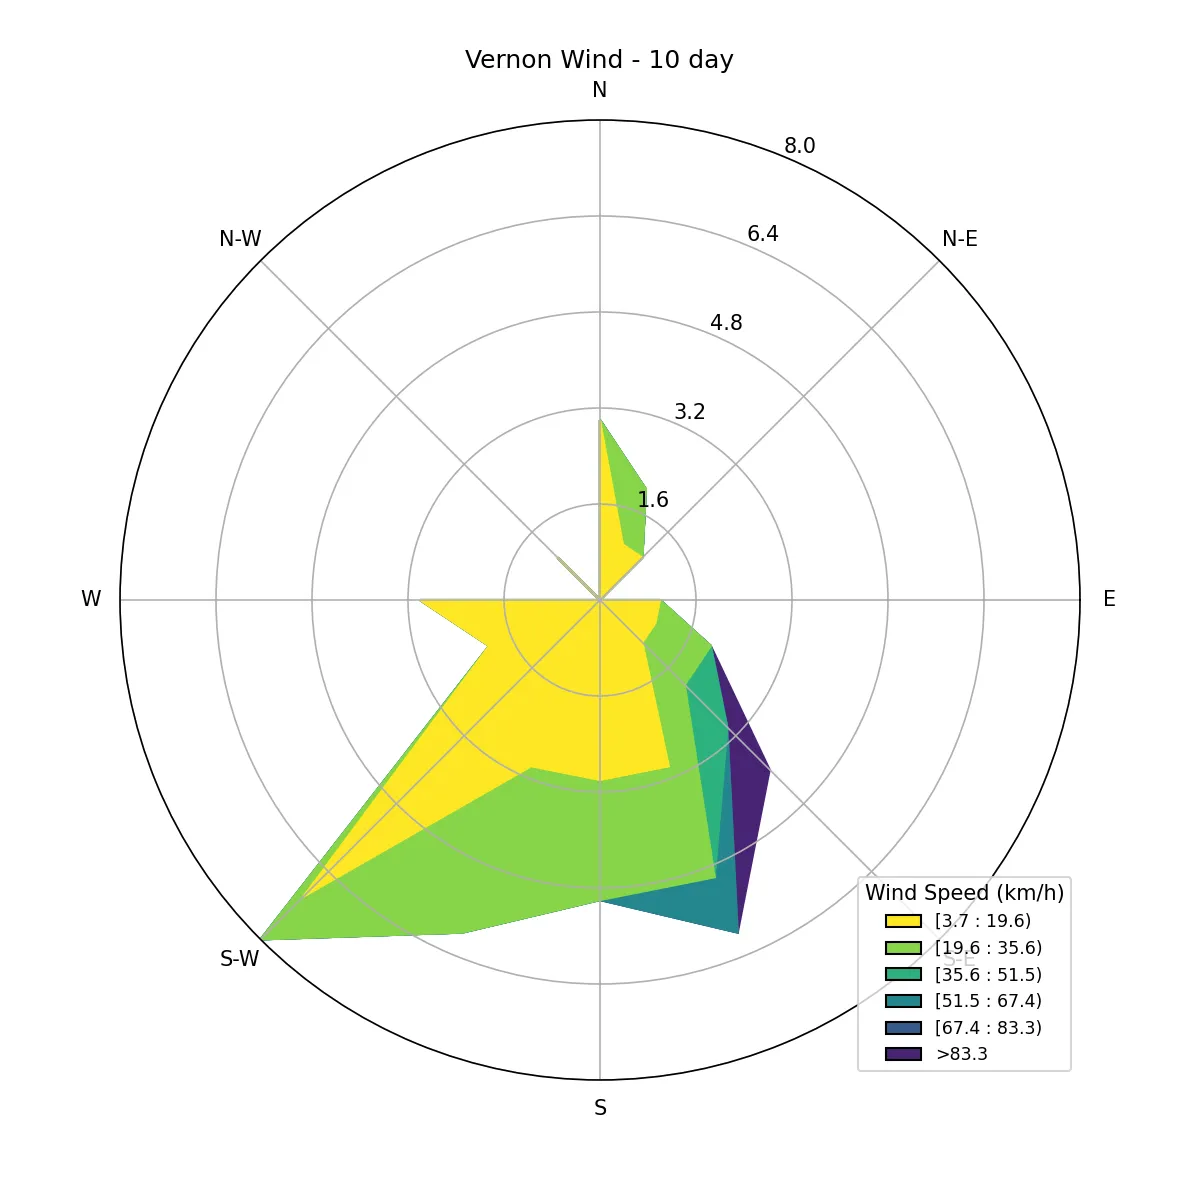 Vernon Wind - 10 day
N
8.0
N-W
6.4
N-E
4.8
3.2
1.6
W
E
S-W
S-E
S
Wind Speed (km/h)
[3.7 : 19.6)
[19.6 : 35.6)
[35.6 : 51.5)
[51.5 : 67.4)
[67.4 : 83.3)
>83.3